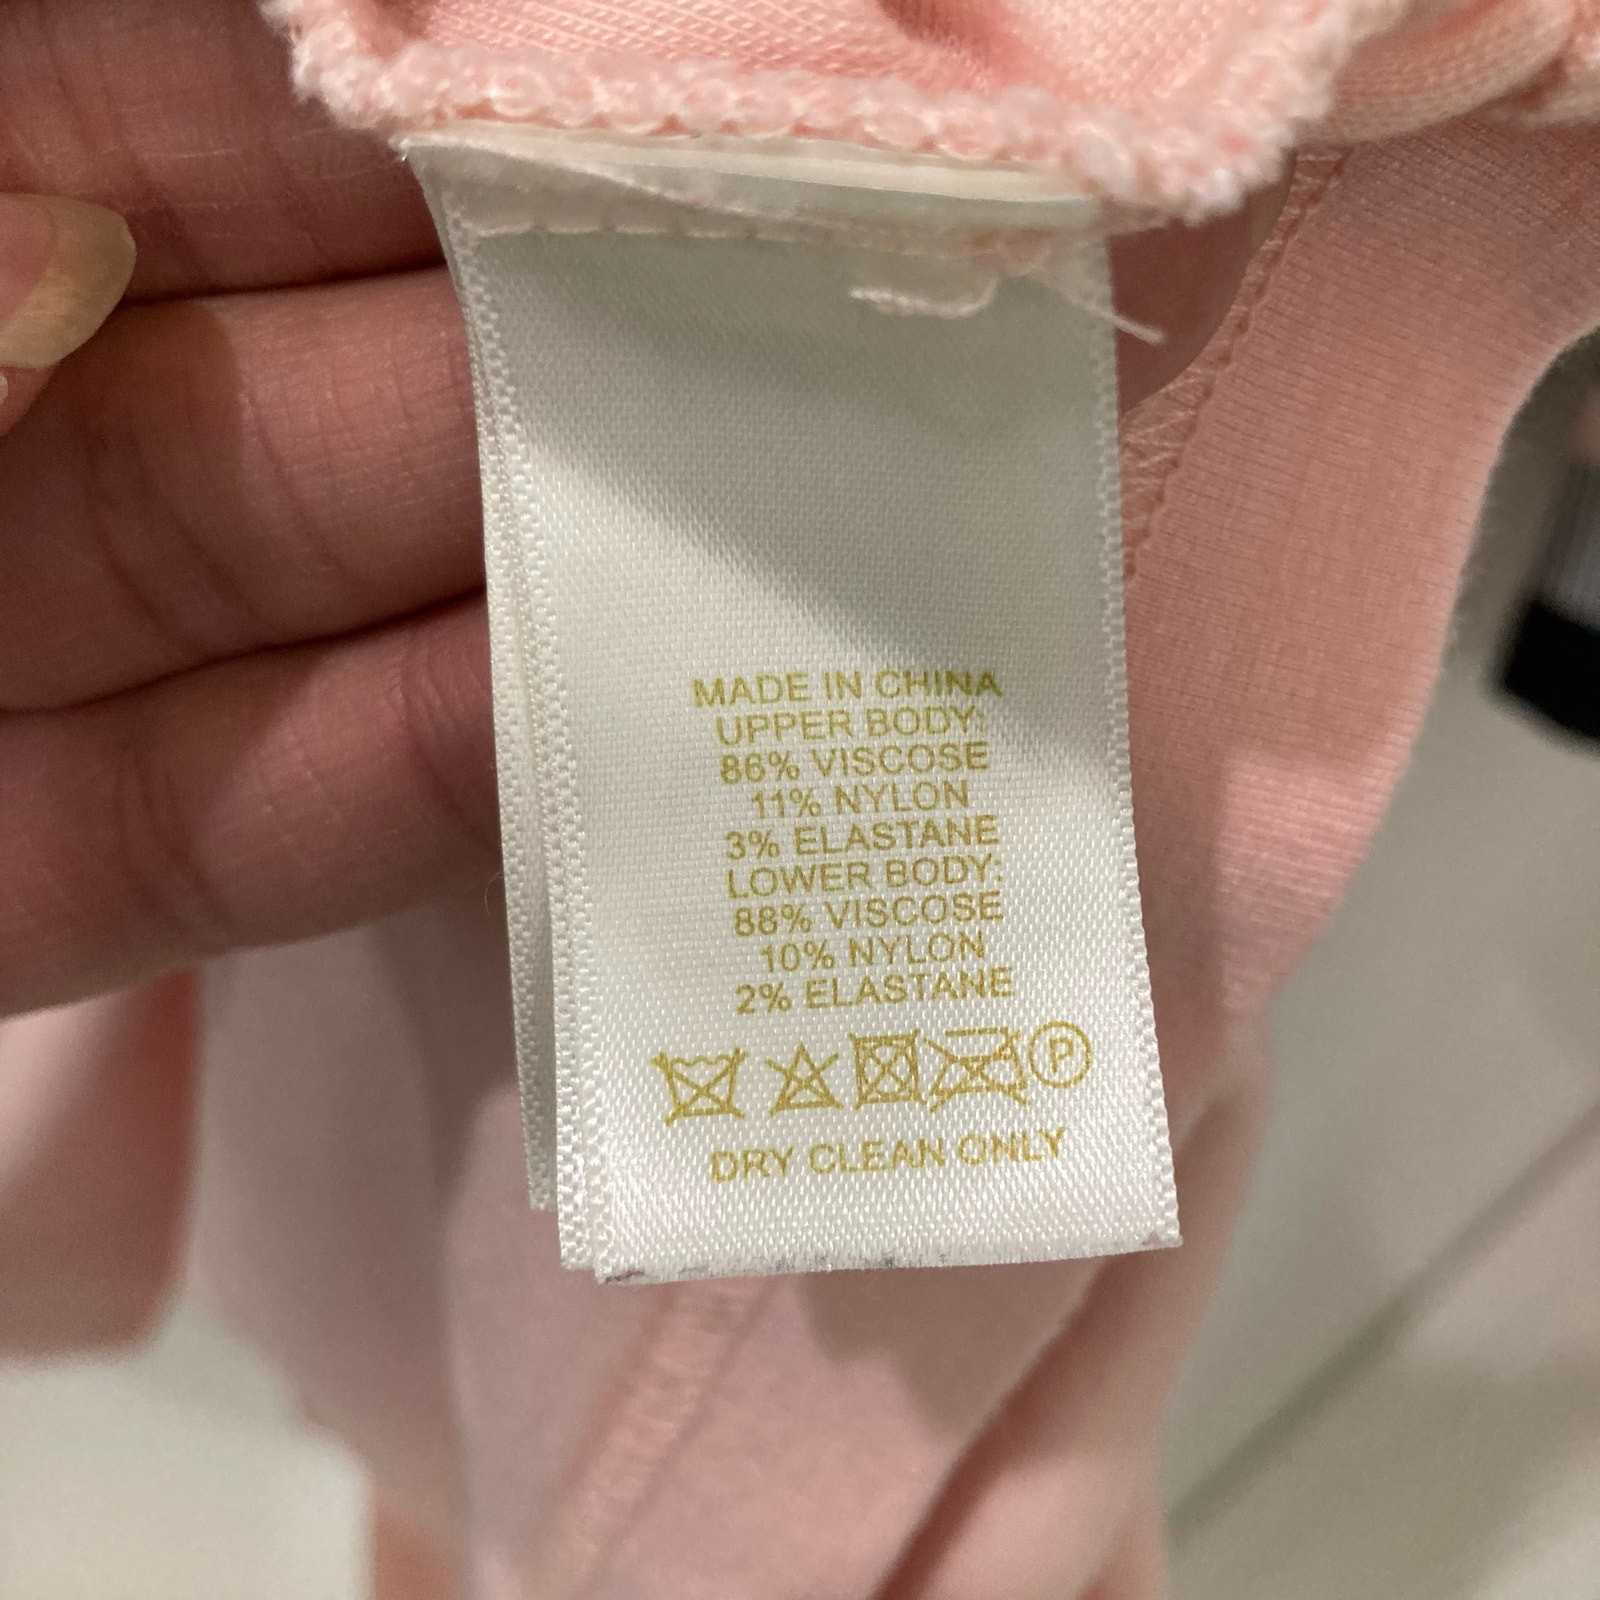 MADE IN CHINA
UPPER BODY:
86% VISCOSE
11% NYLON
3% ELASTANE
LOWER BODY:
88% VISCOSE
10% NYLON
2% ELASTANE
P
DRY CLEAN ONLY